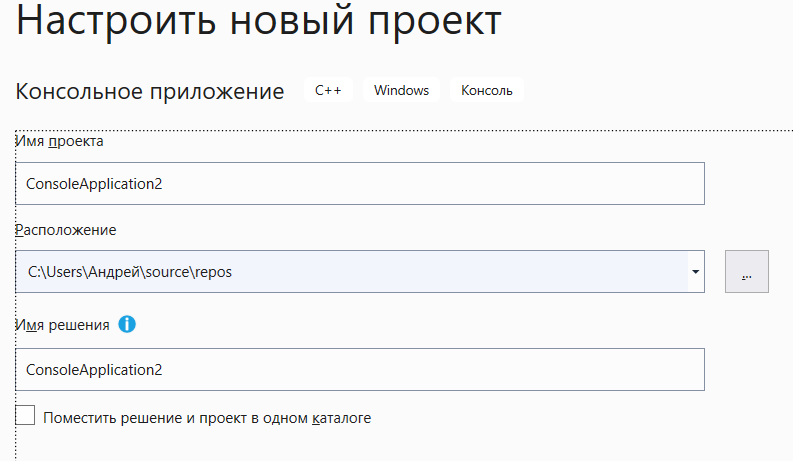 Настроить новый проект
Консольное приложение C++ Windows Консоль
Имя проекта
ConsoleApplication2
Расположение
C:\Users\Андрей\source\repos ...
Имя решения
ConsoleApplication2
Поместить решение и проект в одном каталоге